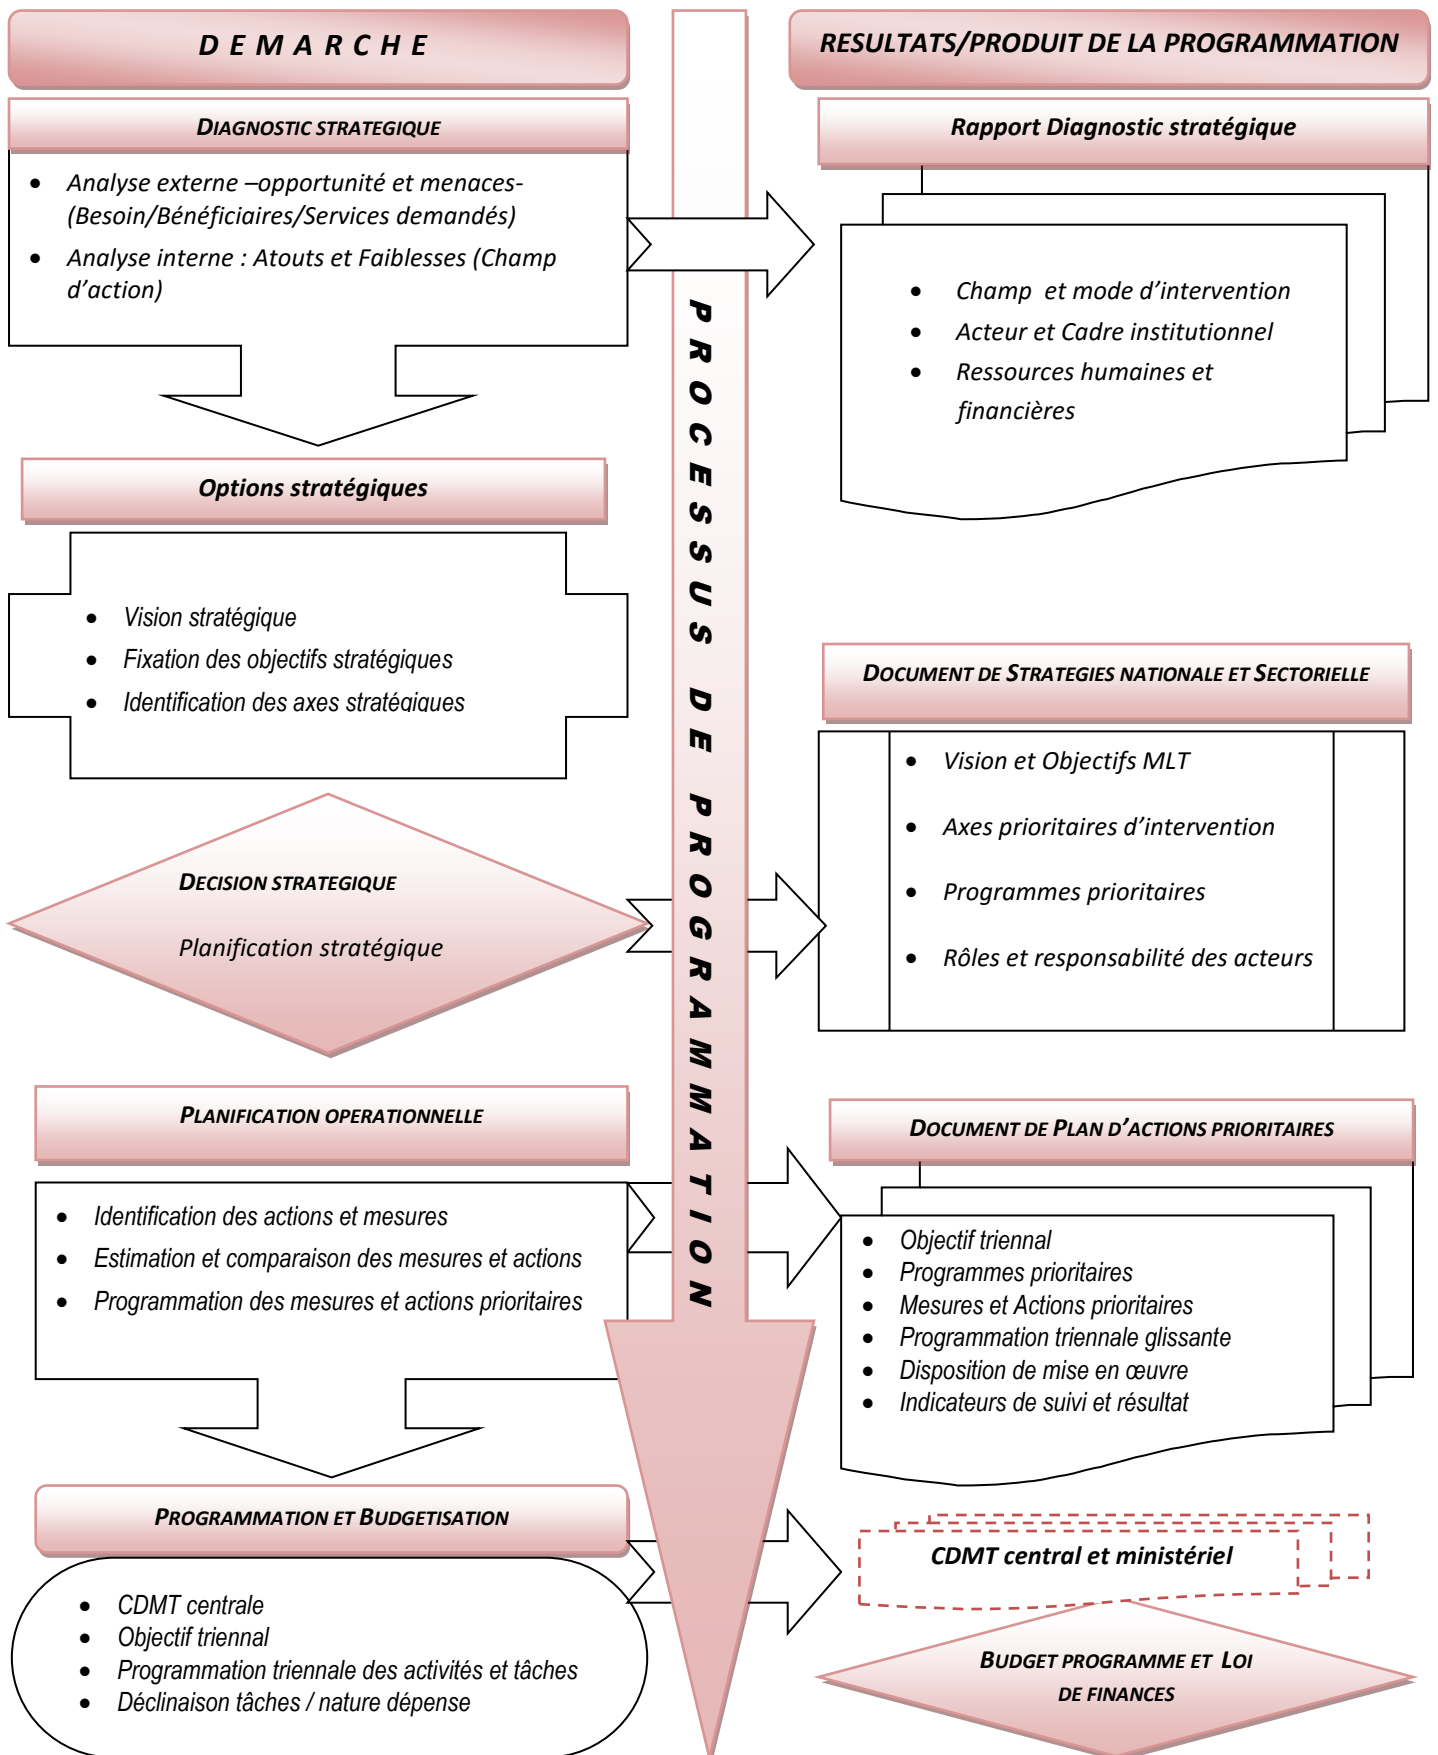 D E M A R C H E
DIAGNOSTIC STRATEGIQUE
• Analyse externe –opportunité et menaces-
(Besoin/Bénéficiaires/Services demandés)
• Analyse interne : Atouts et Faiblesses (Champ
d’action)
Options stratégiques
• Vision stratégique
• Fixation des objectifs stratégiques
• Identification des axes stratégiques
DECISION STRATEGIQUE
Planification stratégique
PLANIFICATION OPERATIONNELLE
• Identification des actions et mesures
• Estimation et comparaison des mesures et actions
• Programmation des mesures et actions prioritaires
PROGRAMMATION ET BUDGETISATION
• CDMT centrale
• Objectif triennal
• Programmation triennale des activités et tâches
• Déclinaison tâches / nature dépense
PROCESSUS DE PROGRAMMATION
RESULTATS/PRODUIT DE LA PROGRAMMATION
Rapport Diagnostic stratégique
• Champ et mode d’intervention
• Acteur et Cadre institutionnel
• Ressources humaines et
financières
DOCUMENT DE STRATEGIES NATIONALE ET SECTORIELLE
• Vision et Objectifs MLT
• Axes prioritaires d’intervention
• Programmes prioritaires
• Rôles et responsabilité des acteurs
DOCUMENT DE PLAN D’ACTIONS PRIORITAIRES
• Objectif triennal
• Programmes prioritaires
• Mesures et Actions prioritaires
• Programmation triennale glissante
• Disposition de mise en œuvre
• Indicateurs de suivi et résultat
CDMT central et ministériel
BUDGET PROGRAMME ET LOI
DE FINANCES